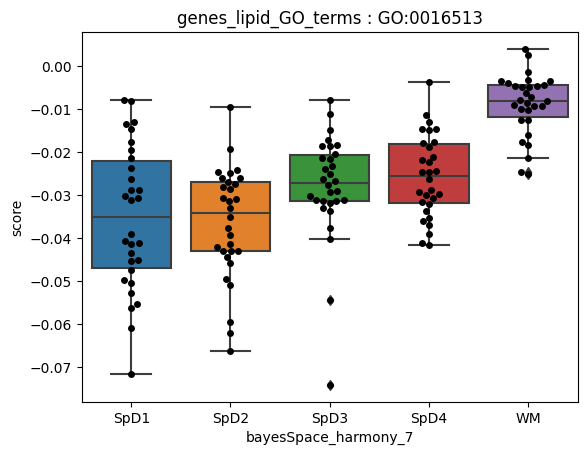 genes_lipid_GO_terms : GO:0016513
0.00
−0.01
−0.02
−0.03
−0.04
−0.05
−0.06
−0.07
score
SpD1 SpD2 SpD3 SpD4 WM
bayesSpace_harmony_7